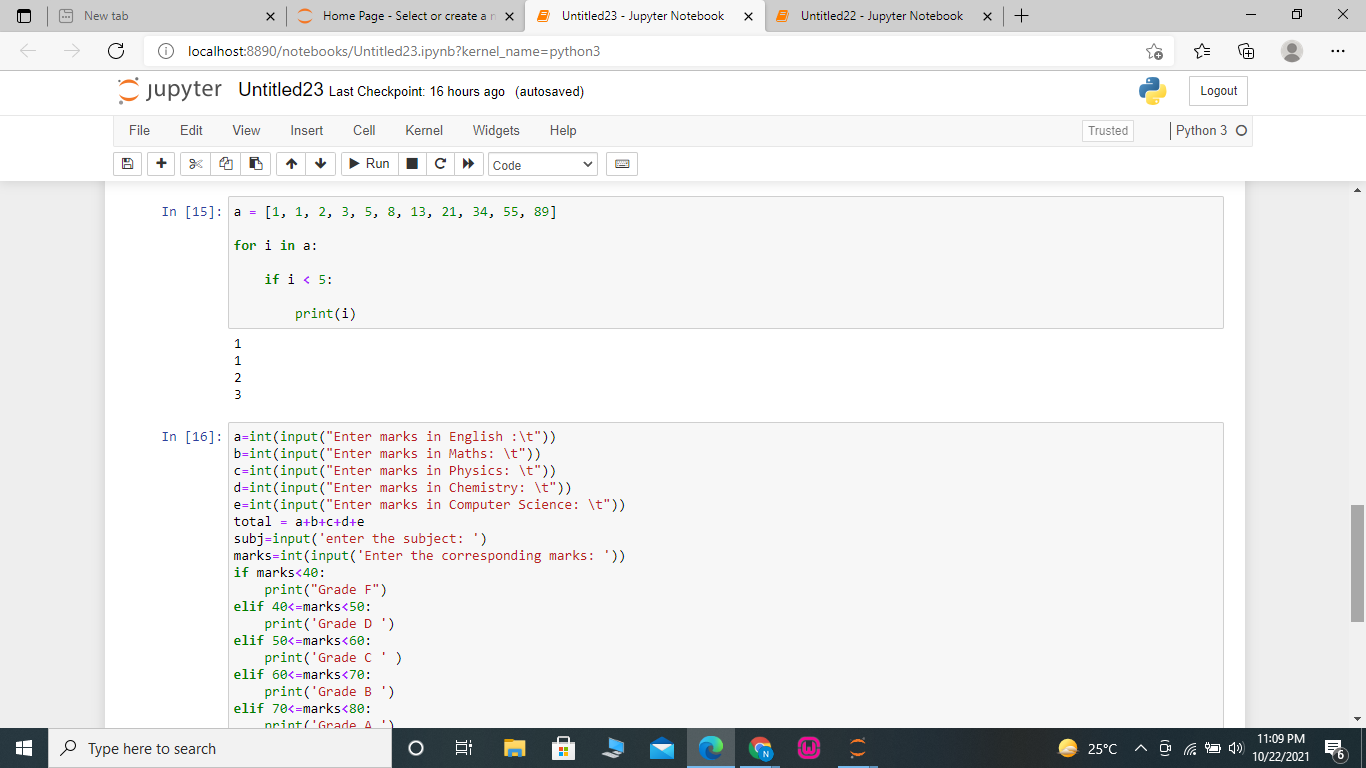 New tab
Home Page - Select or create a n
Untitled23 - Jupyter Notebook
Untitled22 - Jupyter Notebook
localhost:8890/notebooks/Untitled23.ipynb?kernel_name=python3
jupyter Untitled23 Last Checkpoint: 16 hours ago (autosaved)
Logout
File Edit View Insert Cell Kernel Widgets Help
Trusted
Python 3
Run
Code
In [15]: a = [1, 1, 2, 3, 5, 8, 13, 21, 34, 55, 89]
for i in a:
    if i < 5:
        print(i)
1
1
2
3
In [16]: a=int(input("Enter marks in English :\t"))
b=int(input("Enter marks in Maths: \t"))
c=int(input("Enter marks in Physics: \t"))
d=int(input("Enter marks in Chemistry: \t"))
e=int(input("Enter marks in Computer Science: \t"))
total = a+b+c+d+e
subj=input('enter the subject: ')
marks=int(input('Enter the corresponding marks: '))
if marks<40:
    print("Grade F")
elif 40<=marks<50:
    print('Grade D ')
elif 50<=marks<60:
    print('Grade C ' )
elif 60<=marks<70:
    print('Grade B ')
elif 70<=marks<80:
    print('Grade A ')
Type here to search
N
25°C
11:09 PM
10/22/2021
6